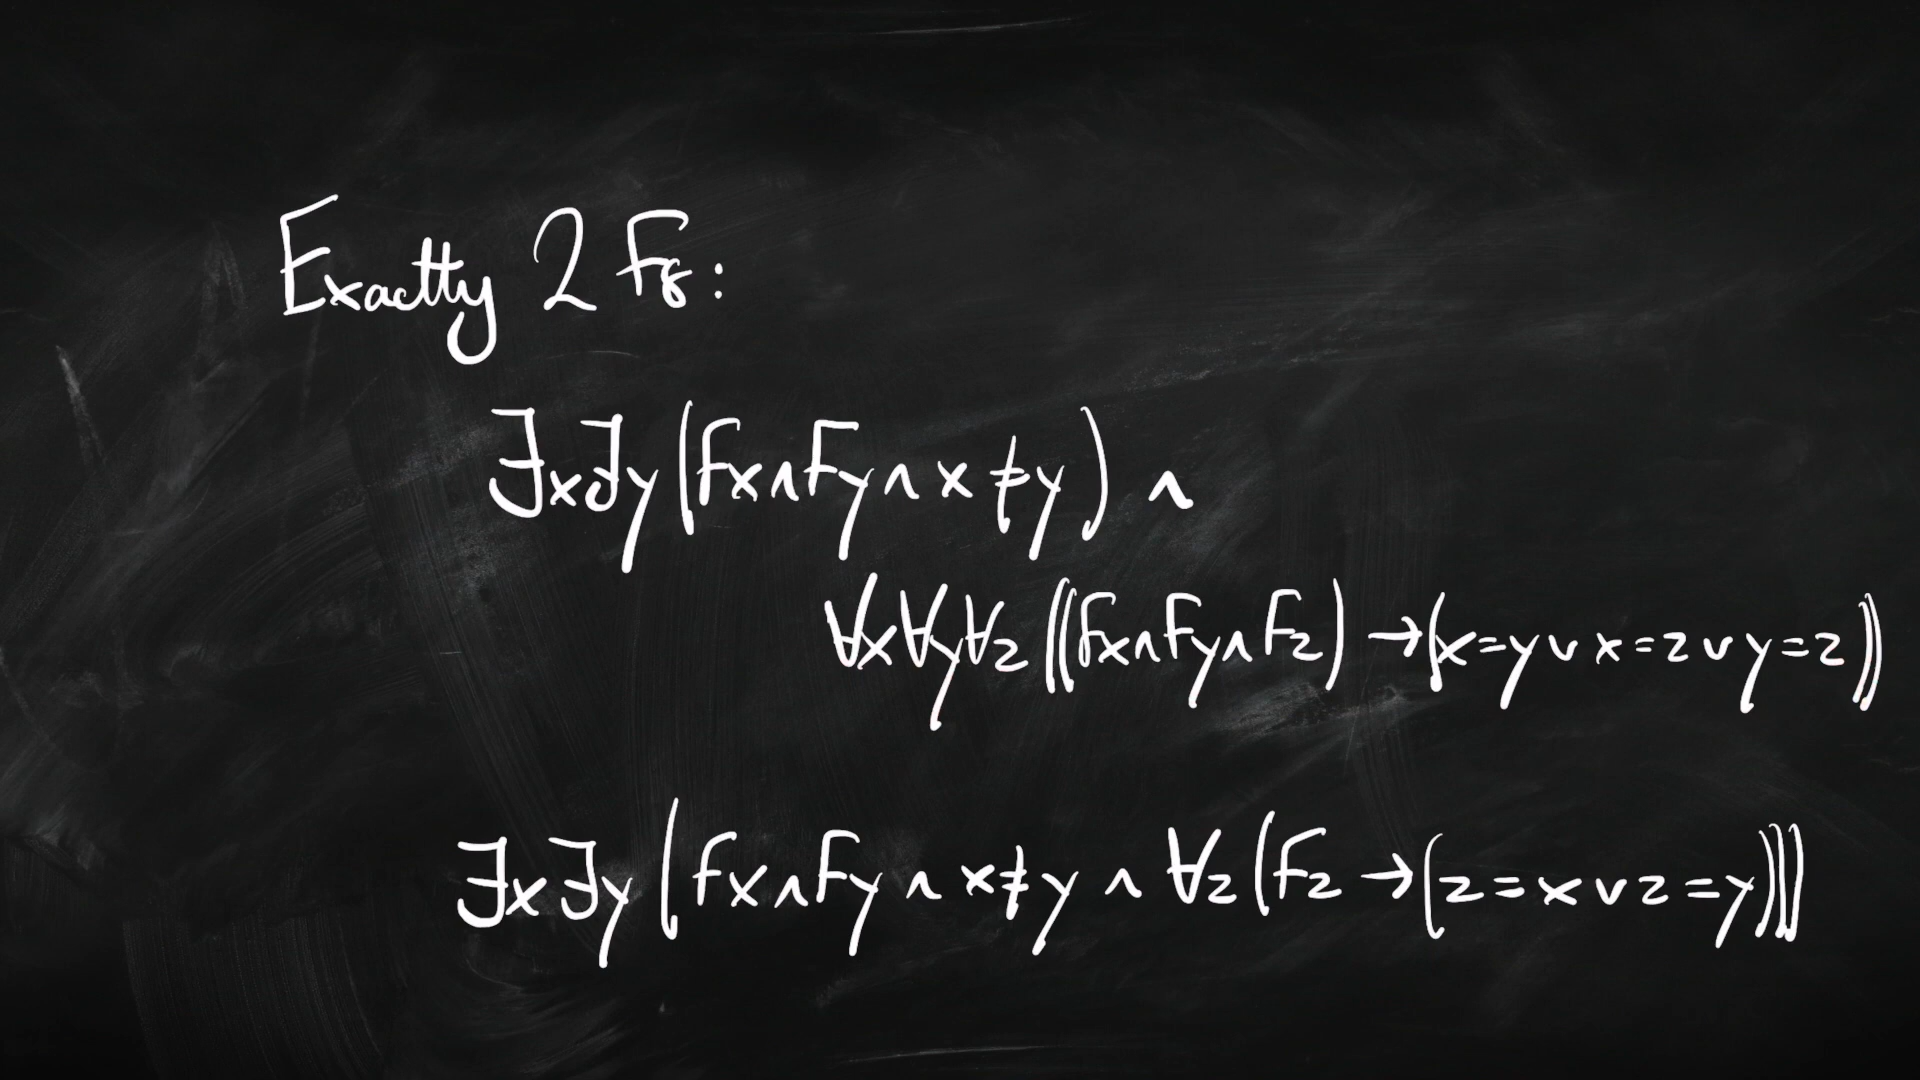 Exactly 2 Fs:
∃x∃y(Fx∧Fy∧x≠y) ∧
∀x∀y∀z((Fx∧Fy∧Fz)→(x=y∨x=z∨y=z))
∃x∃y(Fx∧Fy∧x≠y∧∀z(Fz→(z=x∨z=y)))